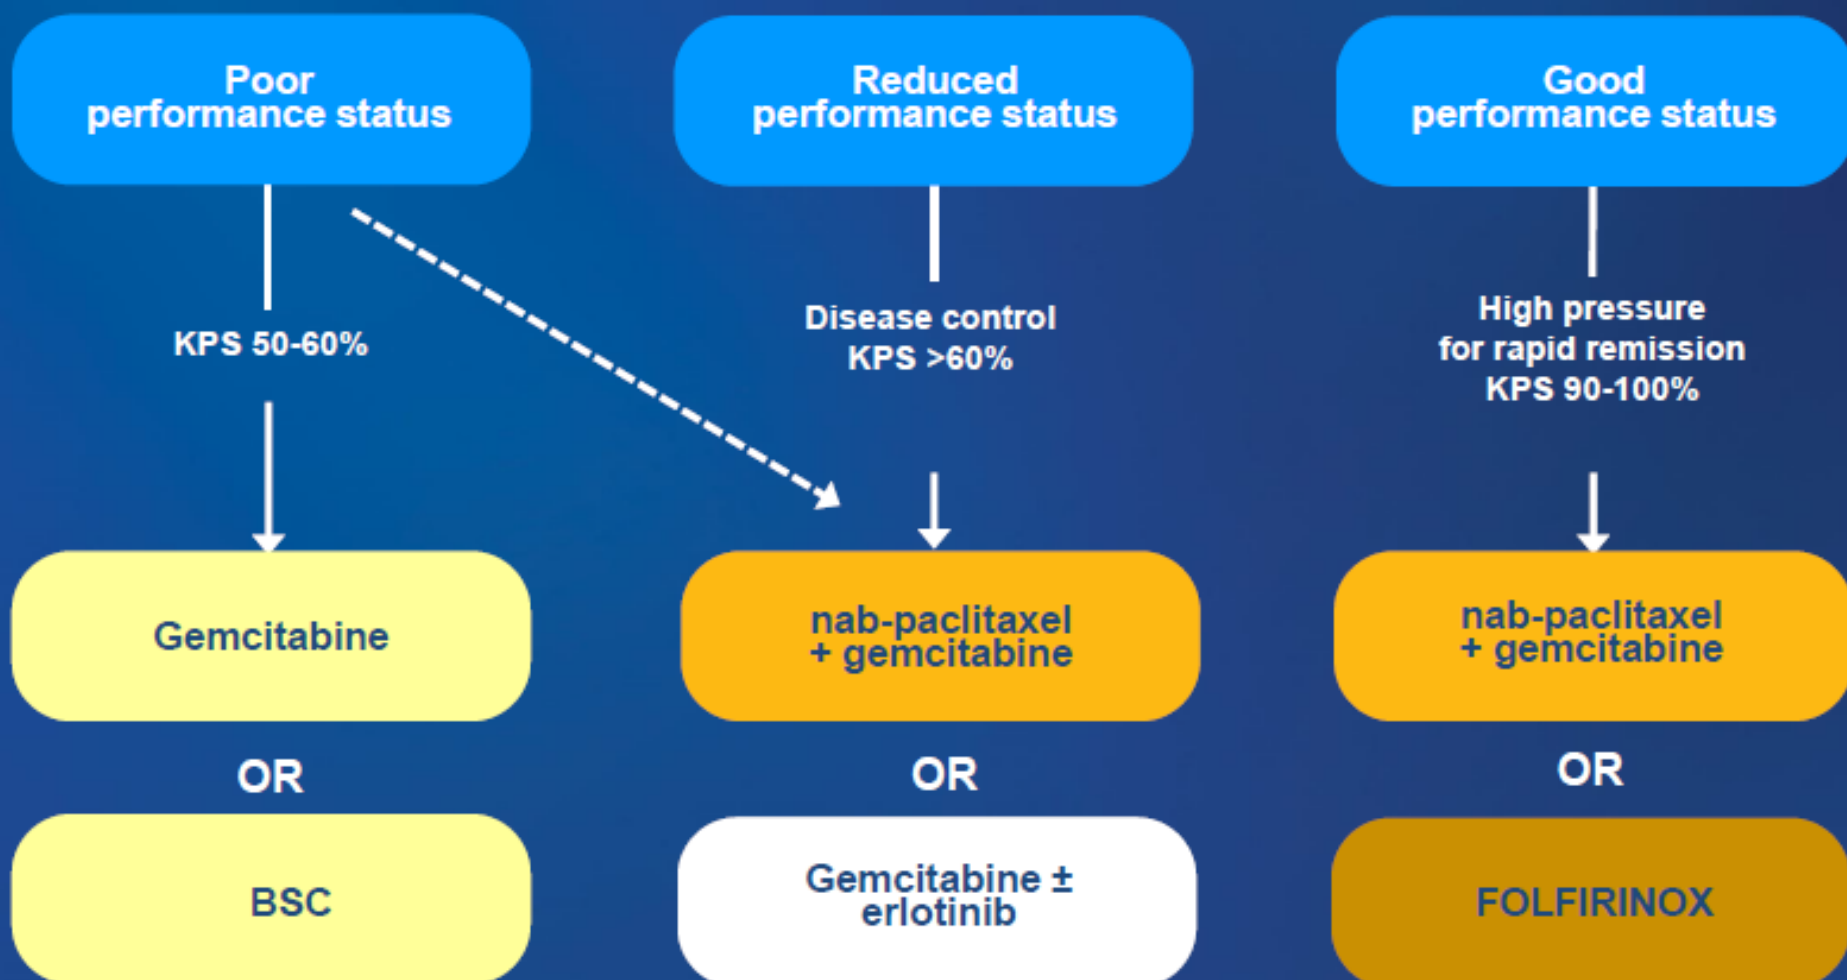 Poor
performance status
Reduced
performance status
Good
performance status
KPS 50-60%
Disease control
KPS >60%
High pressure
for rapid remission
KPS 90-100%
Gemcitabine
nab-paclitaxel
+ gemcitabine
nab-paclitaxel
+ gemcitabine
OR
OR
OR
BSC
Gemcitabine ±
erlotinib
FOLFIRINOX